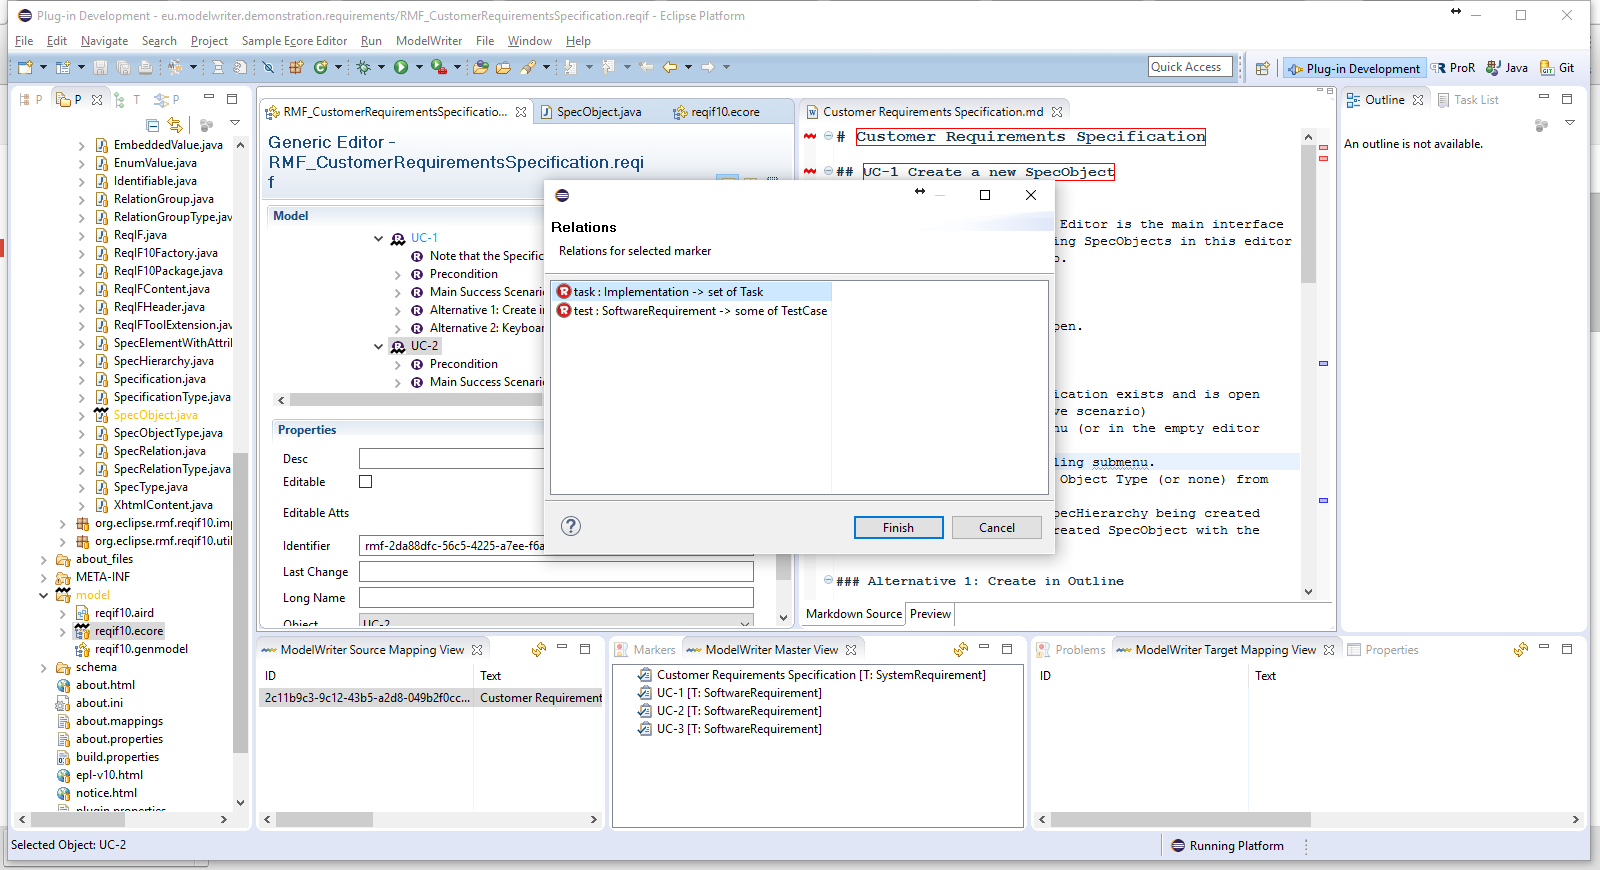 Plug-in Development - eu.modelwriter.demonstration.requirements/RMF_CustomerRequirementsSpecification.reqif - Eclipse Platform
File Edit Navigate Search Project Sample Ecore Editor Run ModelWriter File Window Help
Quick Access
Plug-in Development
ProR
Java
Git
P
P
T
P
EmbeddedValue.java
EnumValue.java
Identifiable.java
RelationGroup.java
RelationGroupType.jav
ReqIF.java
ReqIF10Factory.java
ReqIF10Package.java
ReqIFContent.java
ReqIFHeader.java
ReqIFToolExtension.jav
SpecElementWithAttril
SpecHierarchy.java
Specification.java
SpecificationType.java
SpecObject.java
SpecObjectType.java
SpecRelation.java
SpecRelationType.java
SpecType.java
XhtmlContent.java
org.eclipse.rmf.reqif10.im
org.eclipse.rmf.reqif10.util
about_files
META-INF
model
reqif10.aird
reqif10.ecore
reqif10.genmodel
schema
about.html
about.ini
about.mappings
about.properties
build.properties
epl-v10.html
notice.html
plugin.properties
RMF_CustomerRequirementsSpecificatio...
SpecObject.java
reqif10.ecore
Generic Editor -
RMF_CustomerRequirementsSpecification.reqi
f
Model
UC-1
Note that the Specific
Precondition
Main Success Scenari
Alternative 1: Create i
Alternative 2: Keyboar
UC-2
Precondition
Main Success Scenari
Properties
Desc
Editable
Editable Atts
Identifier
rmf-2da88dfc-56c5-4225-a7ee-f6a
Last Change
Long Name
Object
UC-2
Relations
Relations for selected marker
task : Implementation -> set of Task
test : SoftwareRequirement -> some of TestCase
?
Finish
Cancel
Customer Requirements Specification.md
# Customer Requirements Specification
## UC-1 Create a new SpecObject
Editor is the main interface
ing SpecObjects in this editor
o.
pen.
ication exists and is open
ve scenario)
nu (or in the empty editor
ling submenu.
Object Type (or none) from
pecHierarchy being created
reated SpecObject with the
### Alternative 1: Create in Outline
Markdown Source
Preview
Outline
Task List
An outline is not available.
ModelWriter Source Mapping View
ID
Text
2c11b9c3-9c12-43b5-a2d8-049b2f0cc...
Customer Requirement
Markers
ModelWriter Master View
Customer Requirements Specification [T: SystemRequirement]
UC-1 [T: SoftwareRequirement]
UC-2 [T: SoftwareRequirement]
UC-3 [T: SoftwareRequirement]
Problems
ModelWriter Target Mapping View
Properties
ID
Text
Selected Object: UC-2
Running Platform